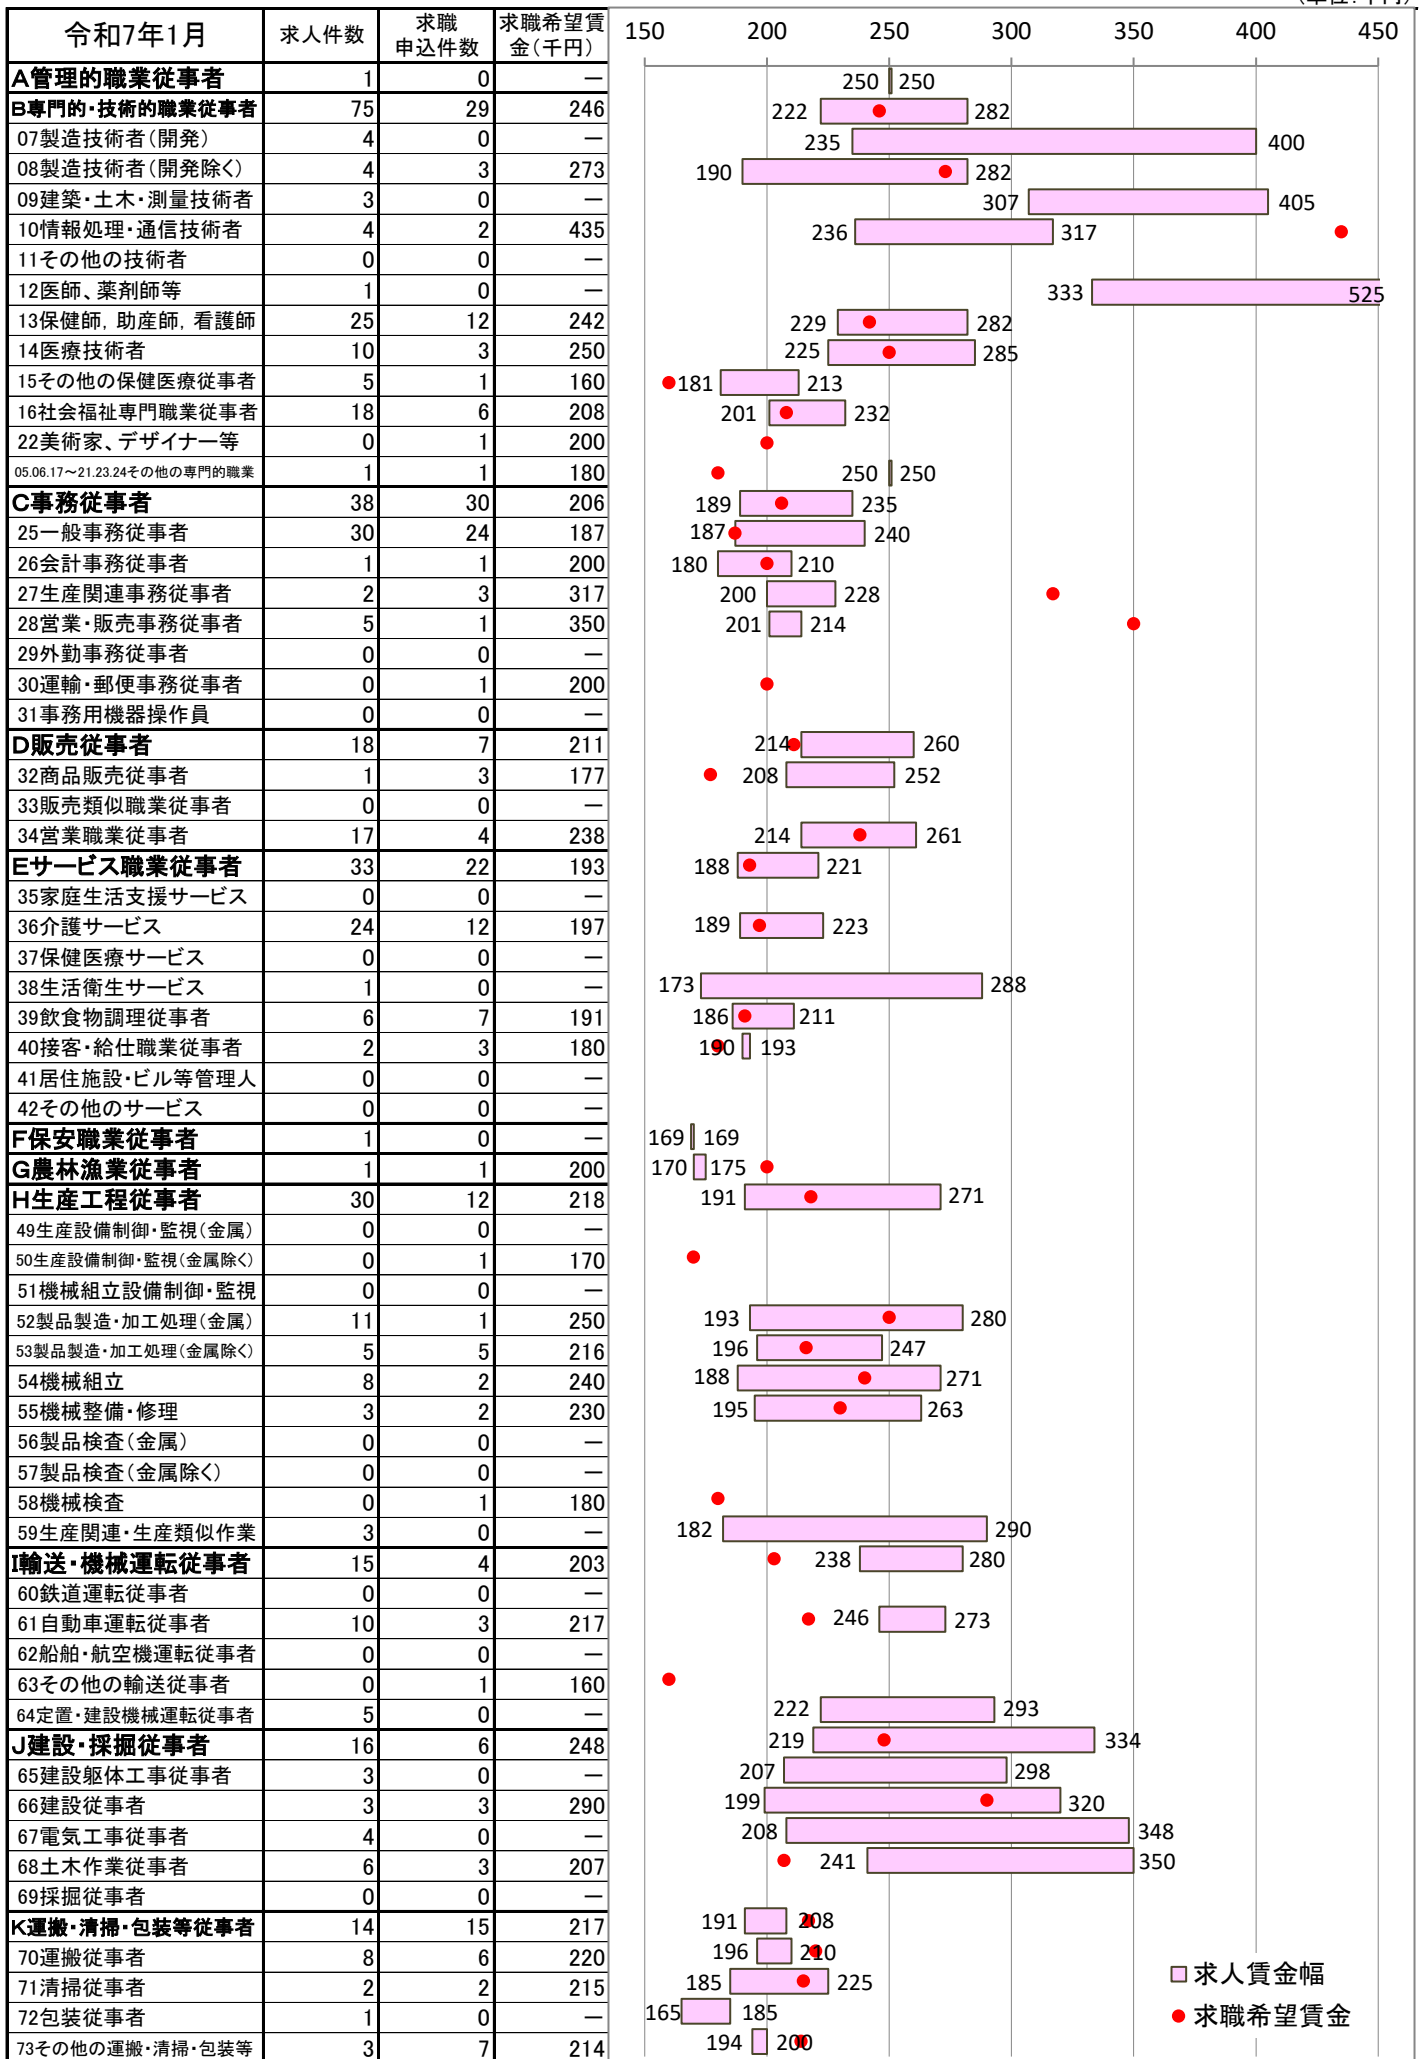 令和7年1月 求人件数 求職申込件数 求職希望賃金(千円) 150 200 250 300 350 400 450
A管理的職業従事者 1 0 ― 250 250
B専門的・技術的職業従事者 75 29 246 222 282
07製造技術者(開発) 4 0 ― 235 400
08製造技術者(開発除く) 4 3 273 190 282
09建築・土木・測量技術者 3 0 ― 307 405
10情報処理・通信技術者 4 2 435 236 317
11その他の技術者 0 0 ―
12医師、薬剤師等 1 0 ― 333 525
13保健師,助産師,看護師 25 12 242 229 282
14医療技術者 10 3 250 225 285
15その他の保健医療従事者 5 1 160 181 213
16社会福祉専門職業従事者 18 6 208 201 232
22美術家、デザイナー等 0 1 200
05.06.17～21.23.24その他の専門的職業 1 1 180 250 250
C事務従事者 38 30 206 189 235
25一般事務従事者 30 24 187 187 240
26会計事務従事者 1 1 200 180 210
27生産関連事務従事者 2 3 317 200 228
28営業・販売事務従事者 5 1 350 201 214
29外勤事務従事者 0 0 ―
30運輸・郵便事務従事者 0 1 200
31事務用機器操作員 0 0 ―
D販売従事者 18 7 211 214 260
32商品販売従事者 1 3 177 208 252
33販売類似職業従事者 0 0 ―
34営業職業従事者 17 4 238 214 261
Eサービス職業従事者 33 22 193 188 221
35家庭生活支援サービス 0 0 ―
36介護サービス 24 12 197 189 223
37保健医療サービス 0 0 ―
38生活衛生サービス 1 0 ― 173 288
39飲食物調理従事者 6 7 191 186 211
40接客・給仕職業従事者 2 3 180 190 193
41居住施設・ビル等管理人 0 0 ―
42その他のサービス 0 0 ―
F保安職業従事者 1 0 ― 169 169
G農林漁業従事者 1 1 200 170 175
H生産工程従事者 30 12 218 191 271
49生産設備制御・監視(金属) 0 0 ―
50生産設備制御・監視(金属除く) 0 1 170
51機械組立設備制御・監視 0 0 ―
52製品製造・加工処理(金属) 11 1 250 193 280
53製品製造・加工処理(金属除く) 5 5 216 196 247
54機械組立 8 2 240 188 271
55機械整備・修理 3 2 230 195 263
56製品検査(金属) 0 0 ―
57製品検査(金属除く) 0 0 ―
58機械検査 0 1 180
59生産関連・生産類似作業 3 0 ― 182 290
I輸送・機械運転従事者 15 4 203 238 280
60鉄道運転従事者 0 0 ―
61自動車運転従事者 10 3 217 246 273
62船舶・航空機運転従事者 0 0 ―
63その他の輸送従事者 0 1 160
64定置・建設機械運転従事者 5 0 ― 222 293
J建設・採掘従事者 16 6 248 219 334
65建設躯体工事従事者 3 0 ― 207 298
66建設従事者 3 3 290 199 320
67電気工事従事者 4 0 ― 208 348
68土木作業従事者 6 3 207 241 350
69採掘従事者 0 0 ―
K運搬・清掃・包装等従事者 14 15 217 191 208
70運搬従事者 8 6 220 196 210
71清掃従事者 2 2 215 185 225
72包装従事者 1 0 ― 165 185
73その他の運搬・清掃・包装等 3 7 214 194 200
求人賃金幅
求職希望賃金